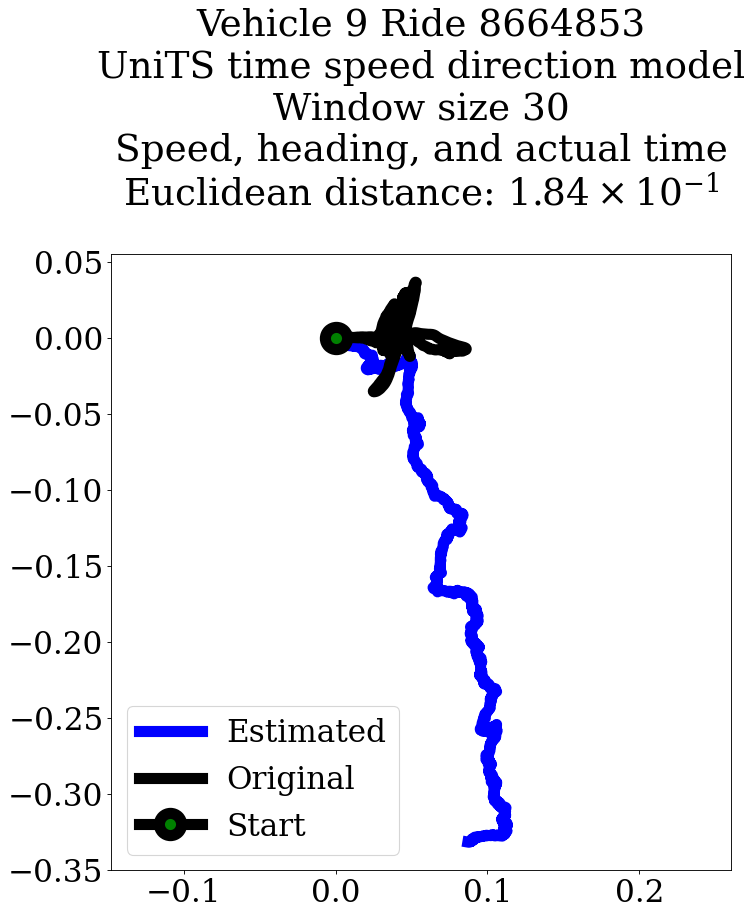 Vehicle 9 Ride 8664853
UniTS time speed direction model
Window size 30
Speed, heading, and actual time
Euclidean distance: 1.84 × 10⁻¹
0.05
0.00
−0.05
−0.10
−0.15
−0.20
−0.25
−0.30
−0.35
Estimated
Original
Start
−0.1
0.0
0.1
0.2